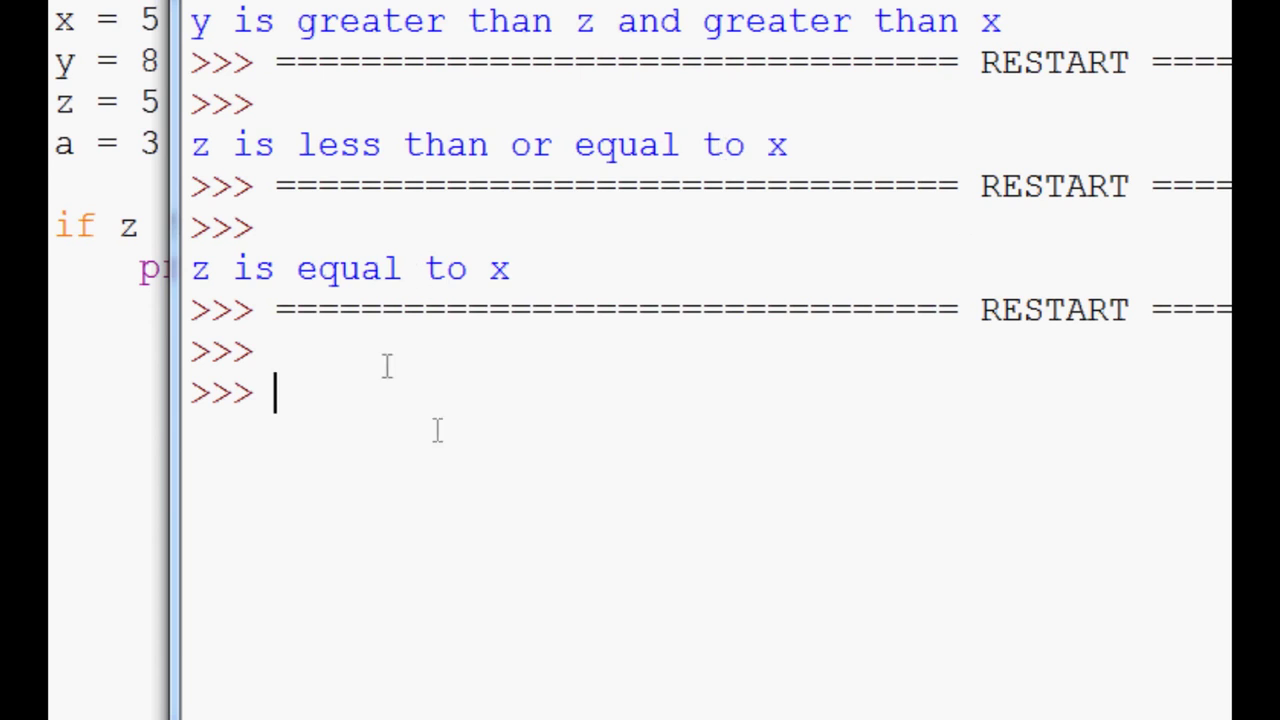 x = 5
y = 8
z = 5
a = 3
if z
pr
y is greater than z and greater than x
>>> ================================ RESTART ====
>>>
z is less than or equal to x
>>> ================================ RESTART ====
>>>
z is equal to x
>>> ================================ RESTART ====
>>>
>>>